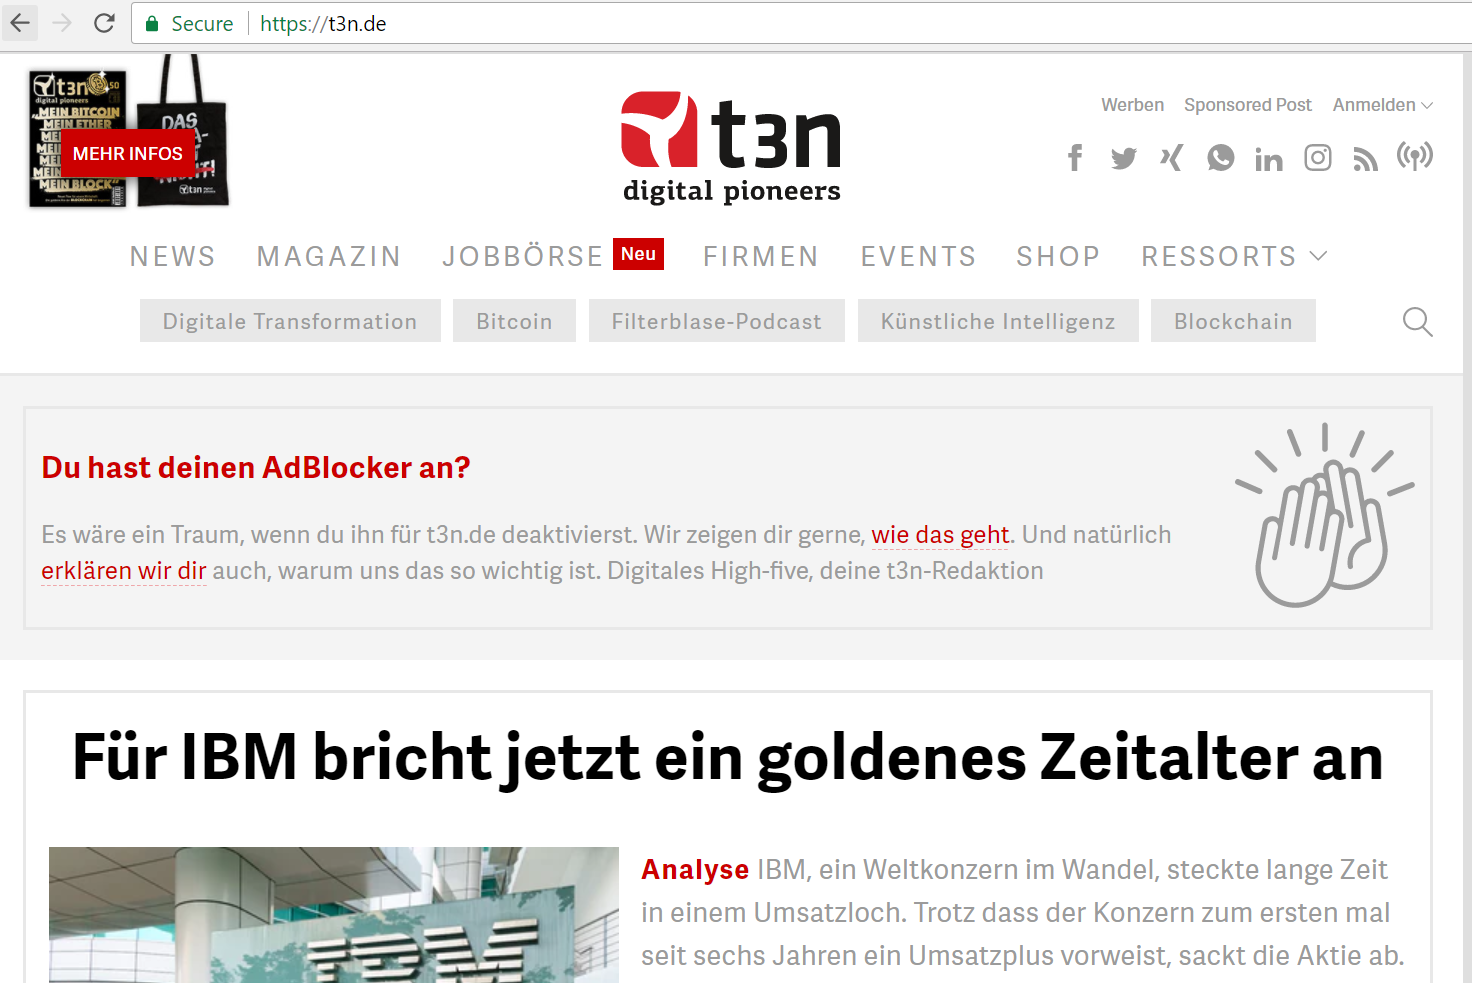 Secure https://t3n.de
t3n 50
digital pioneers
„MEIN BITCOIN
MEIN ETHER
MEIN BLOCK"
DAS
MEHR INFOS
t3n
t3n
digital pioneers
Werben Sponsored Post Anmelden
NEWS MAGAZIN JOBBÖRSE Neu FIRMEN EVENTS SHOP RESSORTS
Digitale Transformation Bitcoin Filterblase-Podcast Künstliche Intelligenz Blockchain
Du hast deinen AdBlocker an?
Es wäre ein Traum, wenn du ihn für t3n.de deaktivierst. Wir zeigen dir gerne, wie das geht. Und natürlich
erklären wir dir auch, warum uns das so wichtig ist. Digitales High-five, deine t3n-Redaktion
Für IBM bricht jetzt ein goldenes Zeitalter an
Analyse IBM, ein Weltkonzern im Wandel, steckte lange Zeit
in einem Umsatzloch. Trotz dass der Konzern zum ersten mal
seit sechs Jahren ein Umsatzplus vorweist, sackt die Aktie ab.
IBM